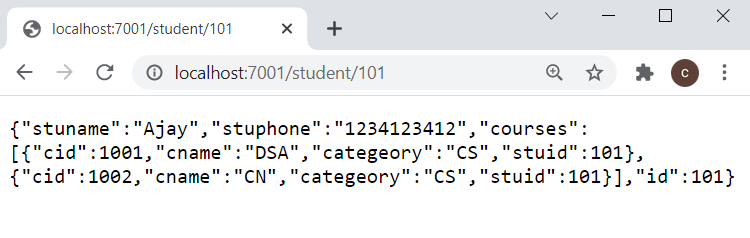 localhost:7001/student/101
localhost:7001/student/101
c
{"stuname":"Ajay","stuphone":"1234123412","courses":
[{"cid":1001,"cname":"DSA","categeory":"CS","stuid":101},
{"cid":1002,"cname":"CN","categeory":"CS","stuid":101}],"id":101}